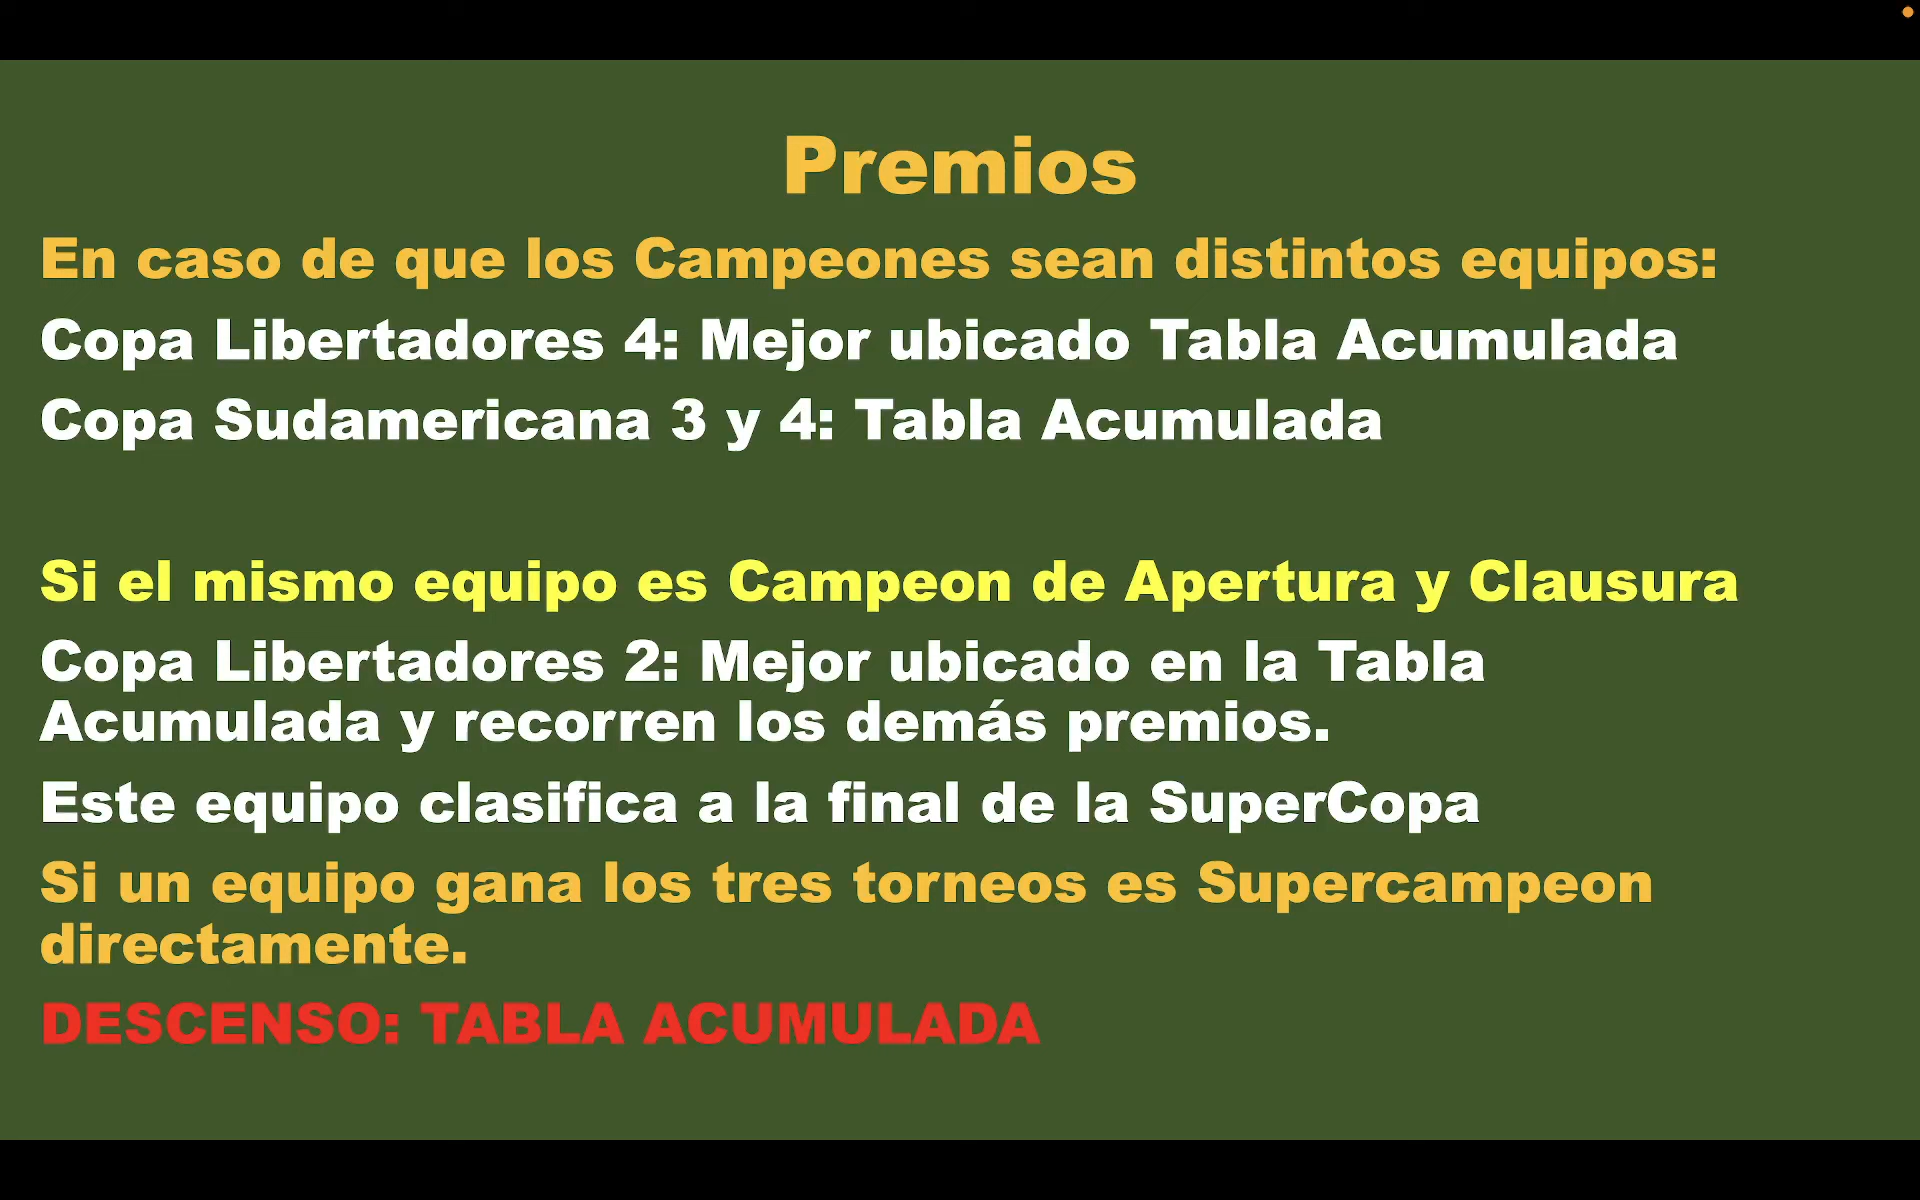 Premios
En caso de que los Campeones sean distintos equipos:
Copa Libertadores 4: Mejor ubicado Tabla Acumulada
Copa Sudamericana 3 y 4: Tabla Acumulada
Si el mismo equipo es Campeon de Apertura y Clausura
Copa Libertadores 2: Mejor ubicado en la Tabla
Acumulada y recorren los demás premios.
Este equipo clasifica a la final de la SuperCopa
Si un equipo gana los tres torneos es Supercampeon
directamente.
DESCENSO: TABLA ACUMULADA